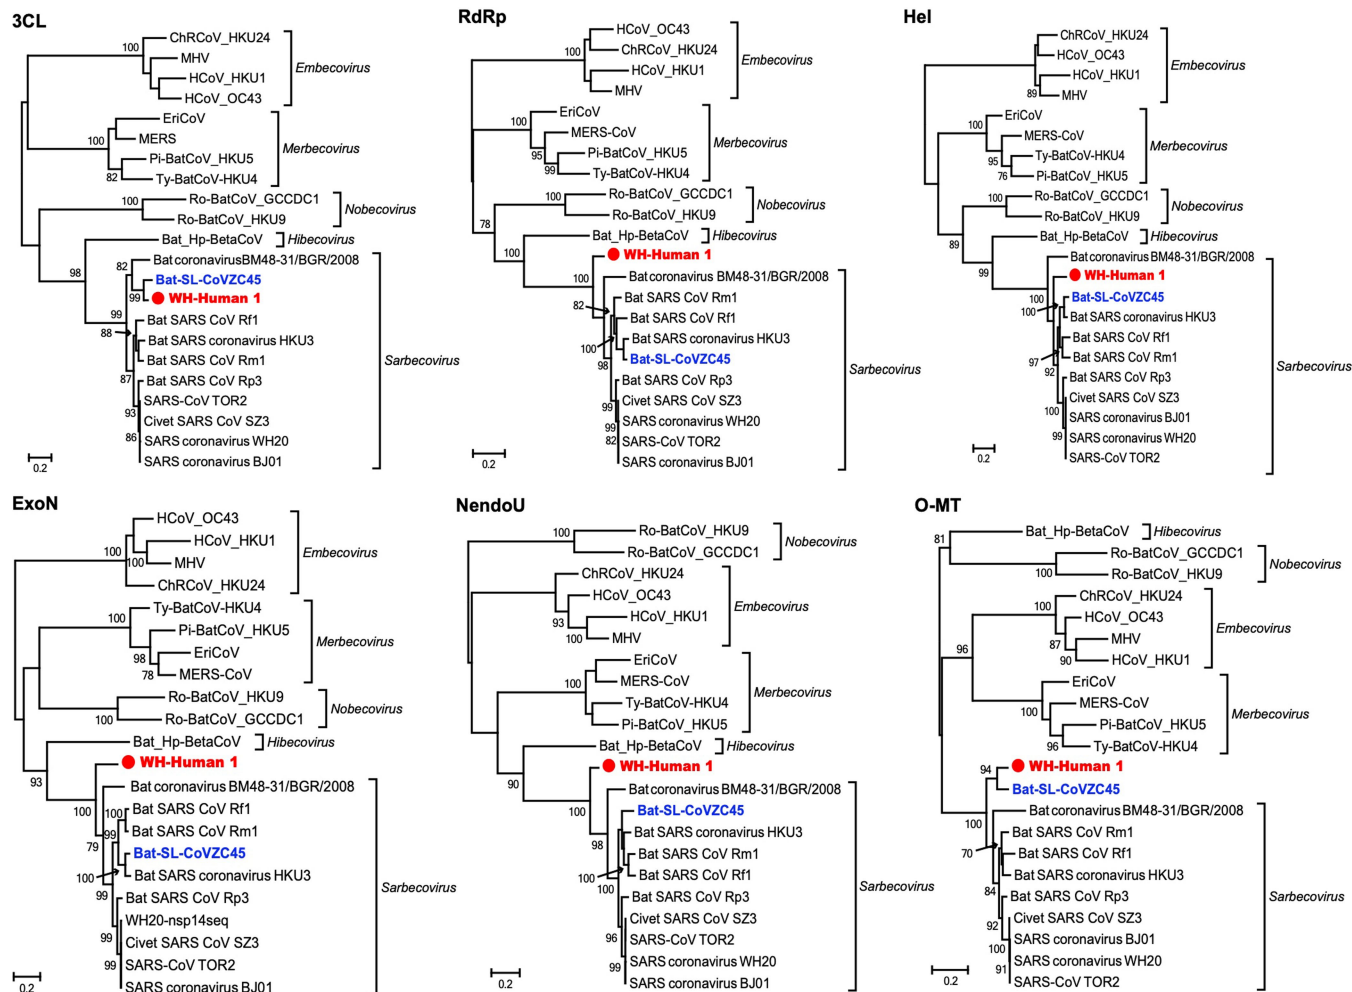 3CL
100
ChRCoV_HKU24
MHV
HCoV_HKU1
HCoV_OC43
Embecovirus
EriCoV
100
MERS
Pi-BatCoV_HKU5
82
Ty-BatCoV-HKU4
Merbecovirus
100
Ro-BatCoV_GCCDC1
Ro-BatCoV_HKU9
Nobecovirus
Bat_Hp-BetaCoV
Hibecovirus
98
82
Bat coronavirusBM48-31/BGR/2008
Bat-SL-CoVZC45
99
WH-Human 1
99
Bat SARS CoV Rf1
88
Bat SARS coronavirus HKU3
Bat SARS CoV Rm1
87
Bat SARS CoV Rp3
SARS-CoV TOR2
93
Civet SARS CoV SZ3
86
SARS coronavirus WH20
SARS coronavirus BJ01
Sarbecovirus
0.2
RdRp
HCoV_OC43
100
ChRCoV_HKU24
HCoV_HKU1
MHV
Embecovirus
EriCoV
100
MERS-CoV
95
Pi-BatCoV_HKU5
99
Ty-BatCoV_HKU4
Merbecovirus
Ro-BatCoV_GCCDC1
100
Ro-BatCoV_HKU9
Nobecovirus
78
Bat_Hp-BetaCoV
Hibecovirus
100
WH-Human 1
100
Bat coronavirus BM48-31/BGR/2008
Bat SARS CoV Rm1
82
Bat SARS CoV Rf1
Bat SARS coronavirus HKU3
100
Bat-SL-CoVZC45
98
Bat SARS CoV Rp3
Civet SARS CoV SZ3
99
SARS coronavirus WH20
99
82
SARS-CoV TOR2
SARS coronavirus BJ01
Sarbecovirus
0.2
Hel
ChRCoV_HKU24
HCoV_OC43
HCoV_HKU1
89
MHV
Embecovirus
EriCoV
100
MERS-CoV
95
Ty-BatCoV-HKU4
76
Pi-BatCoV_HKU5
Merbecovirus
Ro-BatCoV_GCCDC1
100
Ro-BatCoV_HKU9
Nobecovirus
89
Bat_Hp-BetaCoV
Hibecovirus
99
Bat coronavirus BM48-31/BGR/2008
WH-Human 1
100
Bat-SL-CoVZC45
100
Bat SARS coronavirus HKU3
Bat SARS CoV Rf1
97
Bat SARS CoV Rm1
92
Bat SARS CoV Rp3
Civet SARS CoV SZ3
100
SARS coronavirus BJ01
99
SARS coronavirus WH20
SARS-CoV TOR2
Sarbecovirus
0.2
ExoN
HCoV_OC43
HCoV_HKU1
100
100
MHV
ChRCoV_HKU24
Embecovirus
Ty-BatCoV-HKU4
100
Pi-BatCoV_HKU5
98
EriCoV
78
MERS-CoV
Merbecovirus
Ro-BatCoV_HKU9
100
Ro-BatCoV_GCCDC1
Nobecovirus
Bat_Hp-BetaCoV
Hibecovirus
93
WH-Human 1
Bat coronavirus BM48-31/BGR/2008
100
100
Bat SARS CoV Rf1
99
Bat SARS CoV Rm1
79
Bat-SL-CoVZC45
100
Bat SARS coronavirus HKU3
99
Bat SARS CoV Rp3
WH20-nsp14seq
99
Civet SARS CoV SZ3
99
SARS-CoV TOR2
SARS coronavirus BJ01
Sarbecovirus
0.2
NendoU
100
Ro-BatCoV_HKU9
Ro-BatCoV_GCCDC1
Nobecovirus
ChRCoV_HKU24
HCoV_OC43
93
HCoV_HKU1
100
MHV
Embecovirus
EriCoV
100
MERS-CoV
Ty-BatCoV-HKU4
Pi-BatCoV_HKU5
Merbecovirus
Bat_Hp-BetaCoV
Hibecovirus
90
WH-Human 1
Bat coronavirus BM48-31/BGR/2008
Bat-SL-CoVZC45
98
Bat SARS coronavirus HKU3
Bat SARS CoV Rm1
100
Bat SARS CoV Rf1
100
Bat SARS CoV Rp3
Civet SARS CoV SZ3
96
SARS-CoV TOR2
99
SARS coronavirus WH20
SARS coronavirus BJ01
Sarbecovirus
0.2
O-MT
81
Bat_Hp-BetaCoV
Hibecovirus
Ro-BatCoV_GCCDC1
100
Ro-BatCoV_HKU9
Nobecovirus
ChRCoV_HKU24
100
HCoV_OC43
87
MHV
90
HCoV_HKU1
Embecovirus
96
EriCoV
MERS-CoV
100
Pi-BatCoV_HKU5
96
Ty-BatCoV-HKU4
Merbecovirus
94
WH-Human 1
Bat-SL-CoVZC45
100
Bat coronavirus BM48-31/BGR/2008
Bat SARS CoV Rm1
70
Bat SARS CoV Rf1
Bat SARS coronavirus HKU3
84
Bat SARS CoV Rp3
92
Civet SARS CoV SZ3
100
SARS coronavirus BJ01
91
SARS coronavirus WH20
SARS-CoV TOR2
Sarbecovirus
0.2